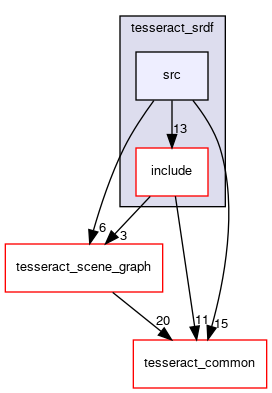 tesseract_srdf
src
13
include
6
3
tesseract_scene_graph
20
11
15
tesseract_common